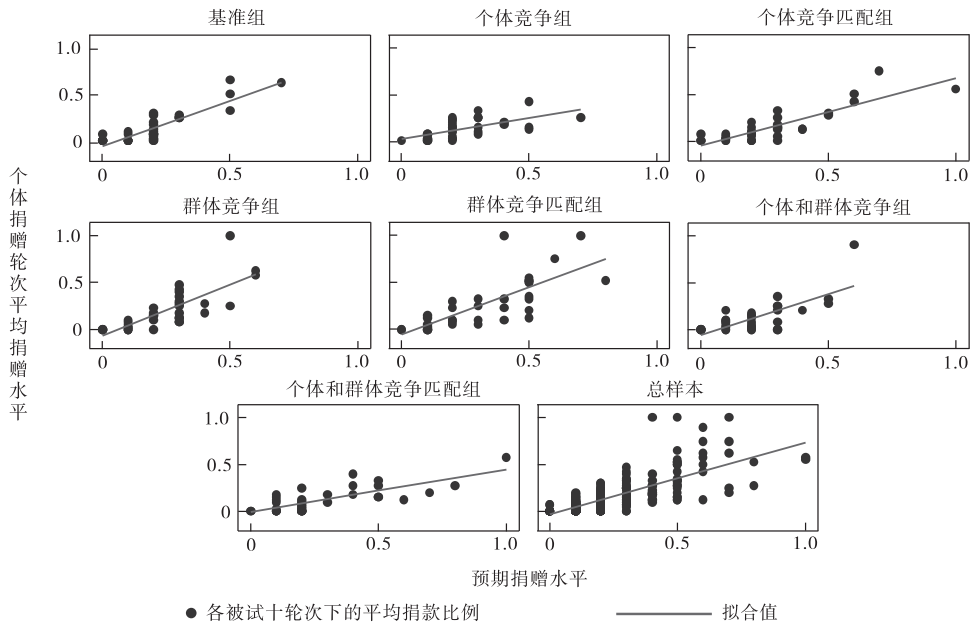 基准组 个体竞争组 个体竞争匹配组
1.0
0.5
0
0 0.5 1.0 0 0.5 1.0 0 0.5 1.0
群体竞争组 群体竞争匹配组 个体和群体竞争组
1.0
0.5
0
0 0.5 1.0 0 0.5 1.0 0 0.5 1.0
个体和群体竞争匹配组 总样本
1.0
0.5
0
0 0.5 1.0 0 0.5 1.0
个体捐赠轮次平均捐赠水平
预期捐赠水平
各被试十轮次下的平均捐款比例 拟合值